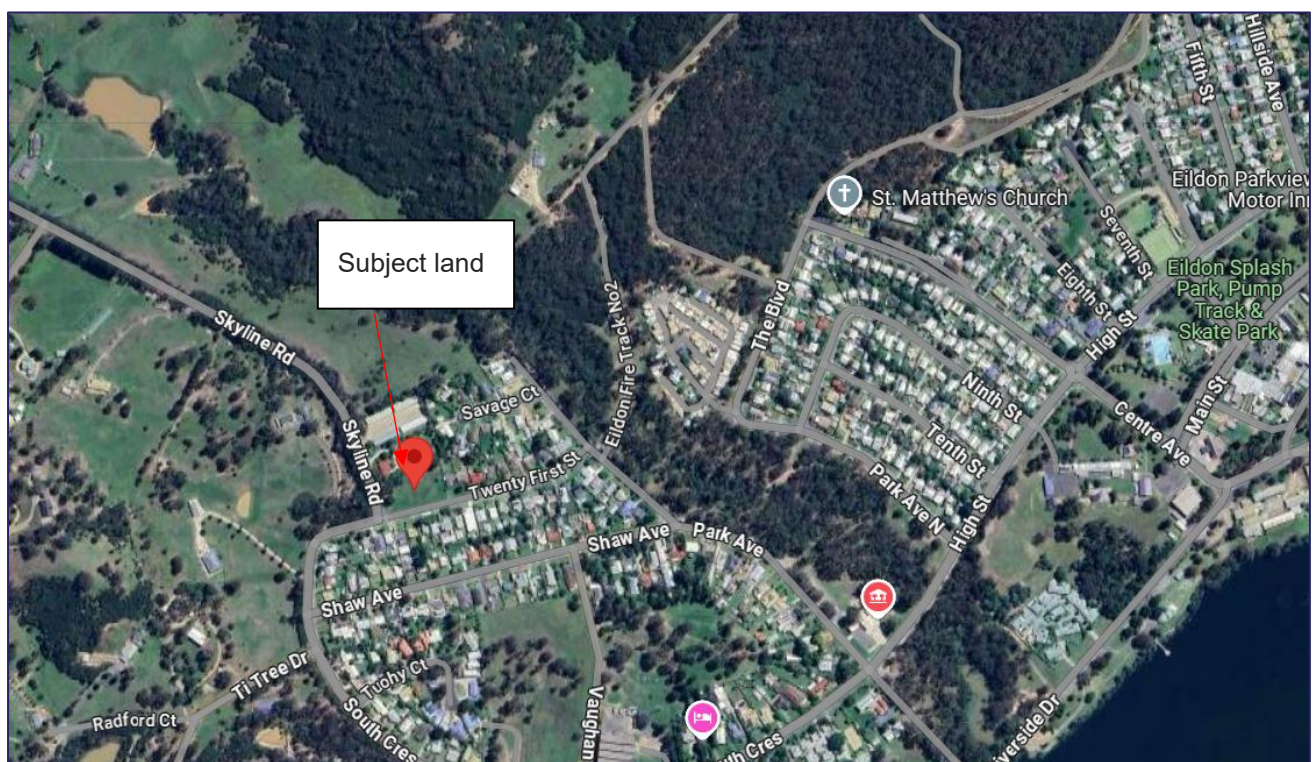 Hillside Ave
Fifth St
Eildon Parkview
Motor Inn
St. Matthew's Church
Seventh St
Subject land
Eighth St
Eildon Splash
Park, Pump
Track &
Skate Park
High St
The Blvd
Eildon Fire Track No2
Skyline Rd
Ninth St
Main St
Savage Ct
Centre Ave
Tenth St
Skyline Rd
Twenty First St
Park Ave N
High St
Shaw Ave
Park Ave
Shaw Ave
Ti Tree Dr
Tuohy Ct
Radford Ct
South Cres
Vaughan
uth Cres
iverside Dr